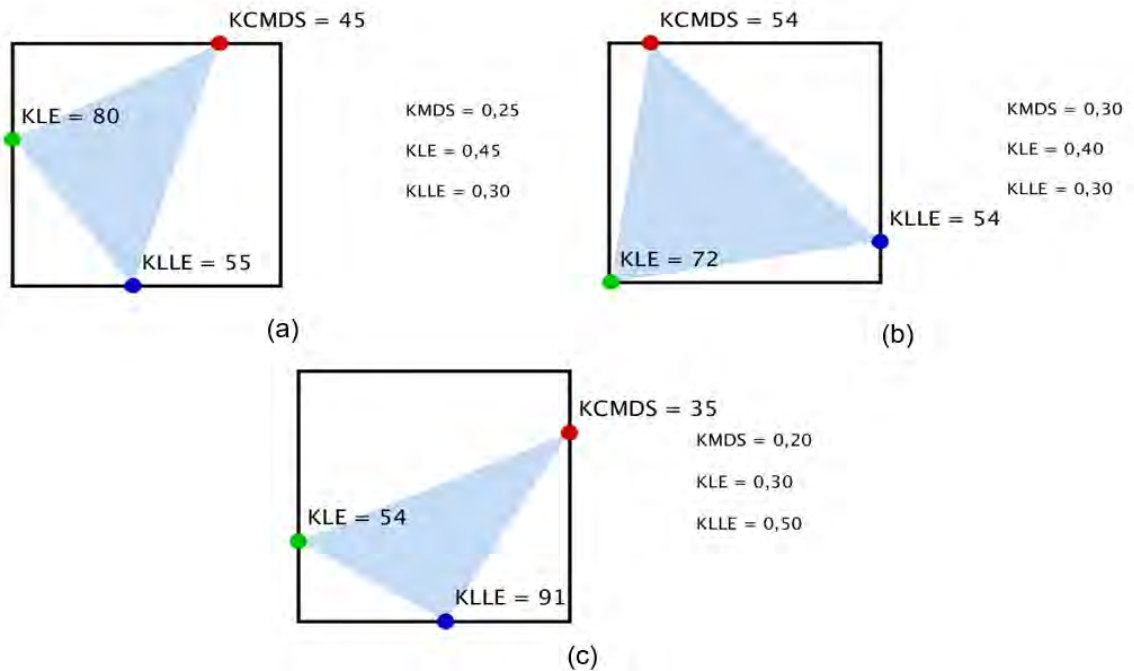 KCMDS = 45
KLE = 80
KLLE = 55
KMDS = 0,25
KLE = 0,45
KLLE = 0,30
(a)
KCMDS = 54
KLLE = 54
KLE = 72
KMDS = 0,30
KLE = 0,40
KLLE = 0,30
(b)
KCMDS = 35
KLE = 54
KLLE = 91
KMDS = 0,20
KLE = 0,30
KLLE = 0,50
(c)